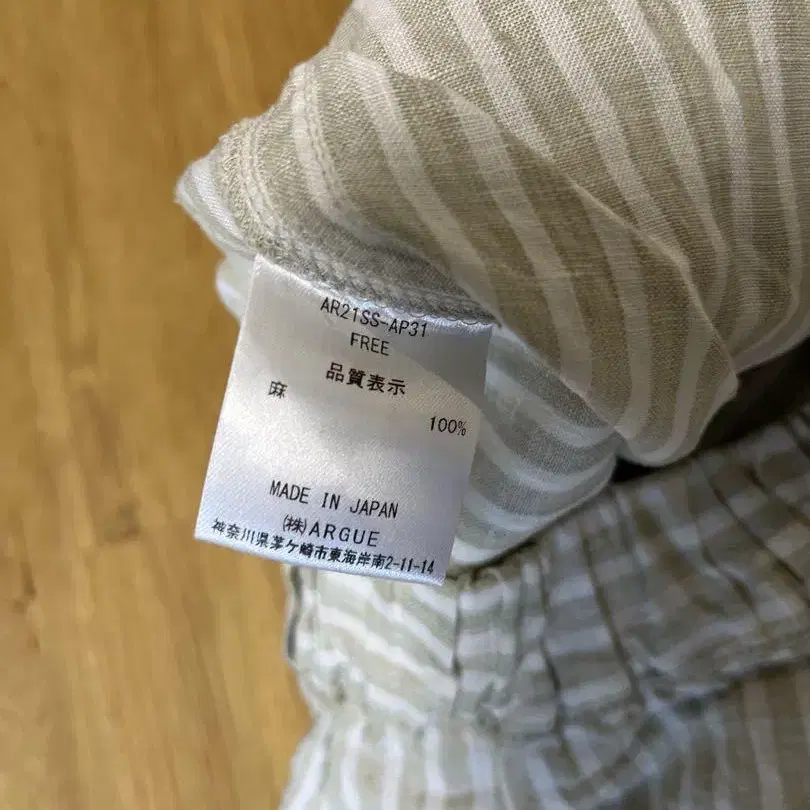 AR21SS-AP31
FREE
品質表示
麻 100%
MADE IN JAPAN
(株)ARGUE
神奈川県茅ケ崎市東海岸南2-11-14